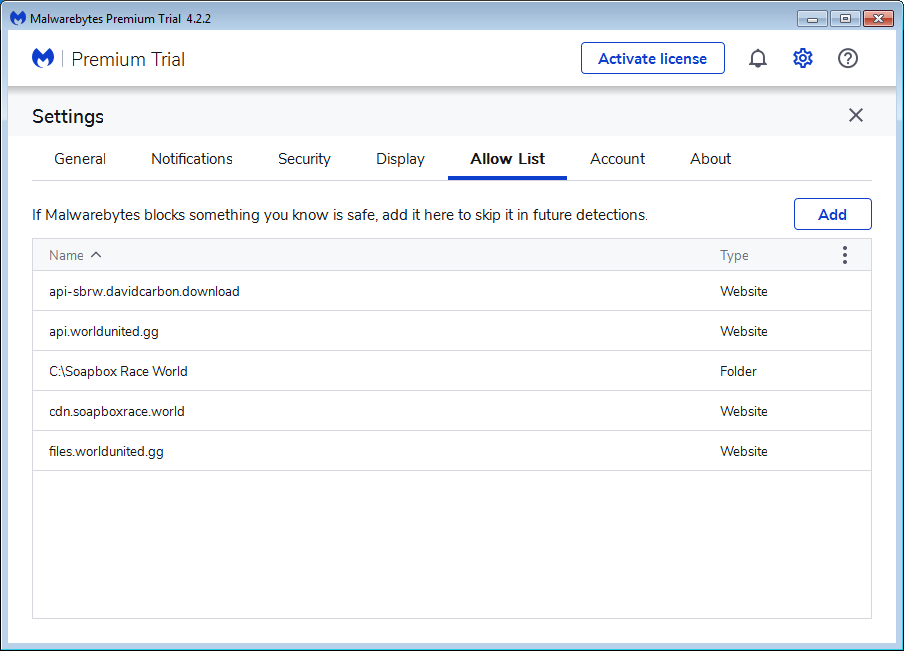 Malwarebytes Premium Trial 4.2.2
Premium Trial
Activate license
Settings
General Notifications Security Display Allow List Account About
If Malwarebytes blocks something you know is safe, add it here to skip it in future detections.
Add
Name Type
api-sbrw.davidcarbon.download Website
api.worldunited.gg Website
C:\Soapbox Race World Folder
cdn.soapboxrace.world Website
files.worldunited.gg Website